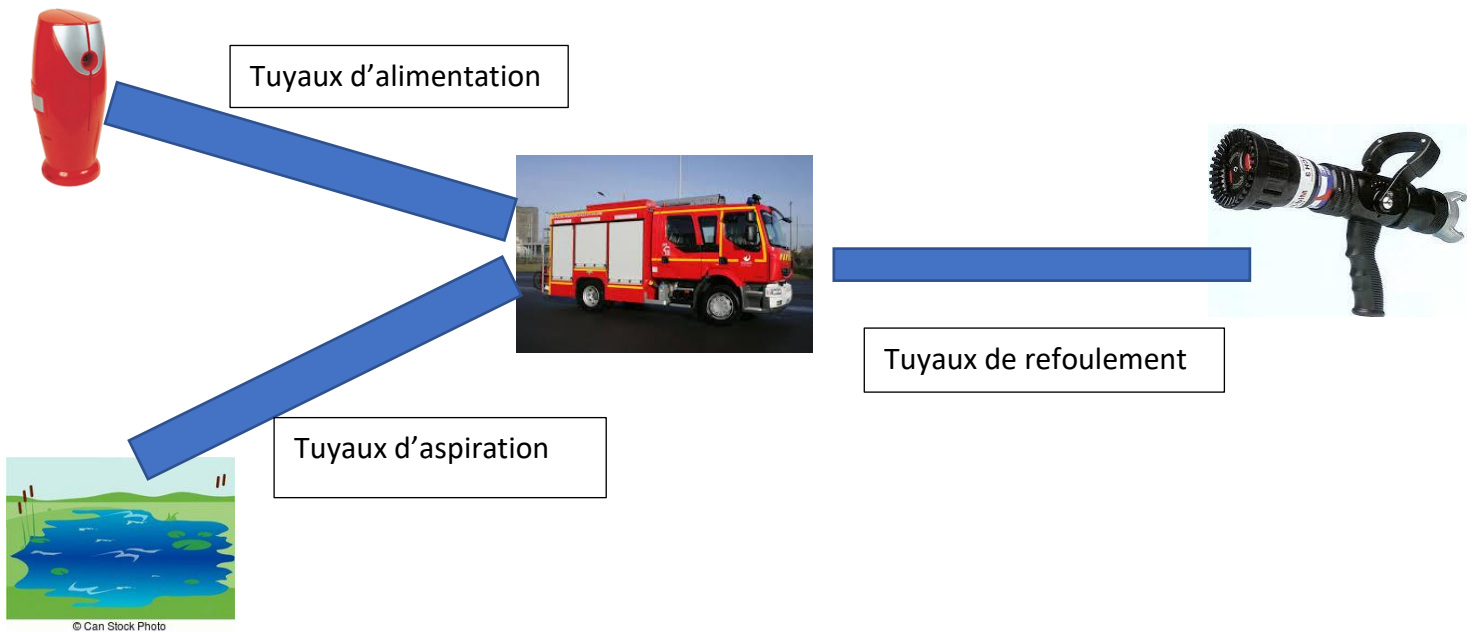 Tuyaux d’alimentation
Tuyaux de refoulement
Tuyaux d’aspiration
© Can Stock Photo